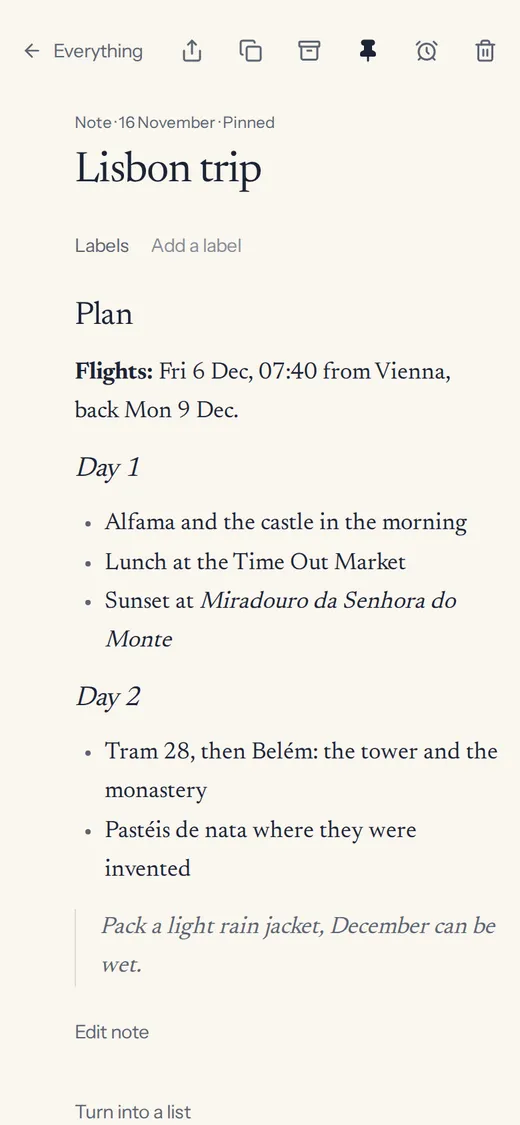 Everything
Note·16 November·Pinned
Lisbon trip
Labels Add a label
Plan
Flights: Fri 6 Dec, 07:40 from Vienna,
back Mon 9 Dec.
Day 1
• Alfama and the castle in the morning
• Lunch at the Time Out Market
• Sunset at Miradouro da Senhora do
Monte
Day 2
• Tram 28, then Belém: the tower and the
monastery
• Pastéis de nata where they were
invented
Pack a light rain jacket, December can be
wet.
Edit note
Turn into a list